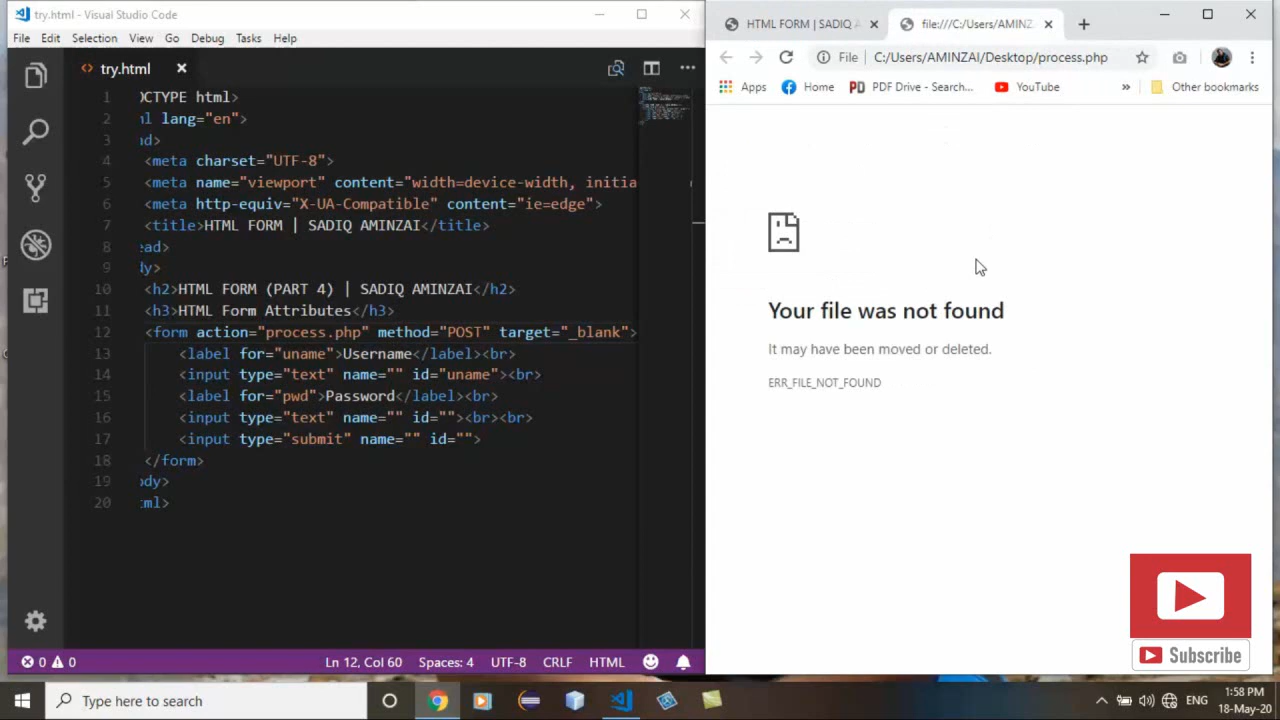 try.html - Visual Studio Code
File Edit Selection View Go Debug Tasks Help
try.html
1 OCTYPE html>
2 ml lang="en">
3 ad>
4 <meta charset="UTF-8">
5 <meta name="viewport" content="width=device-width, initia
6 <meta http-equiv="X-UA-Compatible" content="ie=edge">
7 <title>HTML FORM | SADIQ AMINZAI</title>
8 ead>
9 dy>
10 <h2>HTML FORM (PART 4) | SADIQ AMINZAI</h2>
11 <h3>HTML Form Attributes</h3>
12 <form action="process.php" method="POST" target="_blank">
13 <label for="uname">Username</label><br>
14 <input type="text" name="" id="uname"><br>
15 <label for="pwd">Password</label><br>
16 <input type="text" name="" id=""><br><br>
17 <input type="submit" name="" id="">
18 </form>
19 ody>
20 tml>
0 0 Ln 12, Col 60 Spaces: 4 UTF-8 CRLF HTML
HTML FORM | SADIQ A
file:///C:/Users/AMINZ
File C:/Users/AMINZAI/Desktop/process.php
Apps Home PDF Drive - Search... YouTube » Other bookmarks
Your file was not found
It may have been moved or deleted.
ERR_FILE_NOT_FOUND
Subscribe
Type here to search
ENG
1:58 PM
18-May-20